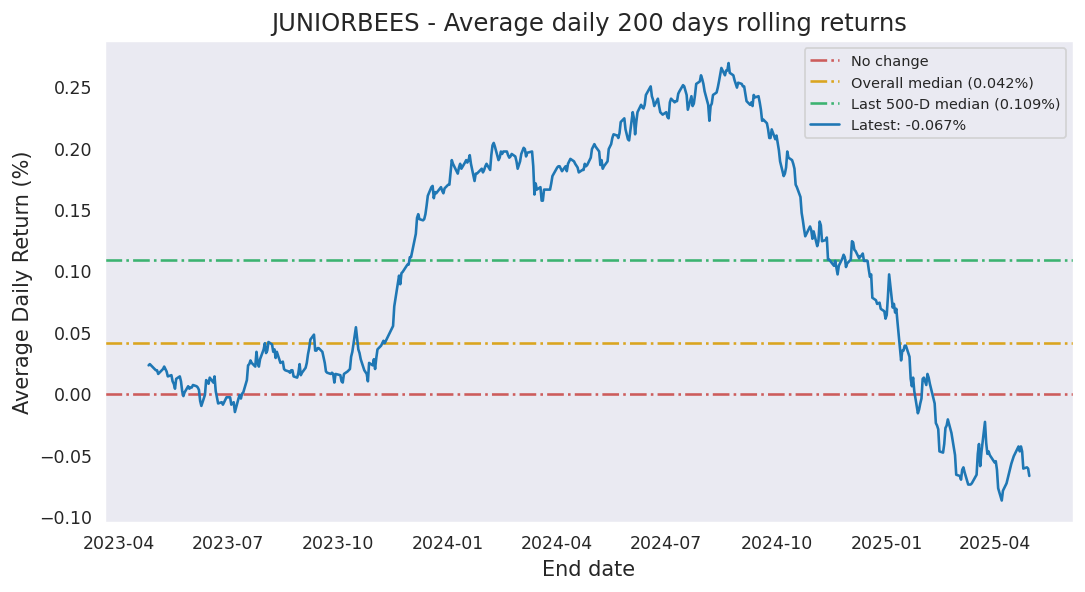 JUNIORBEES - Average daily 200 days rolling returns
No change
Overall median (0.042%)
Last 500-D median (0.109%)
Latest: -0.067%
Average Daily Return (%)
0.25
0.20
0.15
0.10
0.05
0.00
−0.05
−0.10
2023-04 2023-07 2023-10 2024-01 2024-04 2024-07 2024-10 2025-01 2025-04
End date